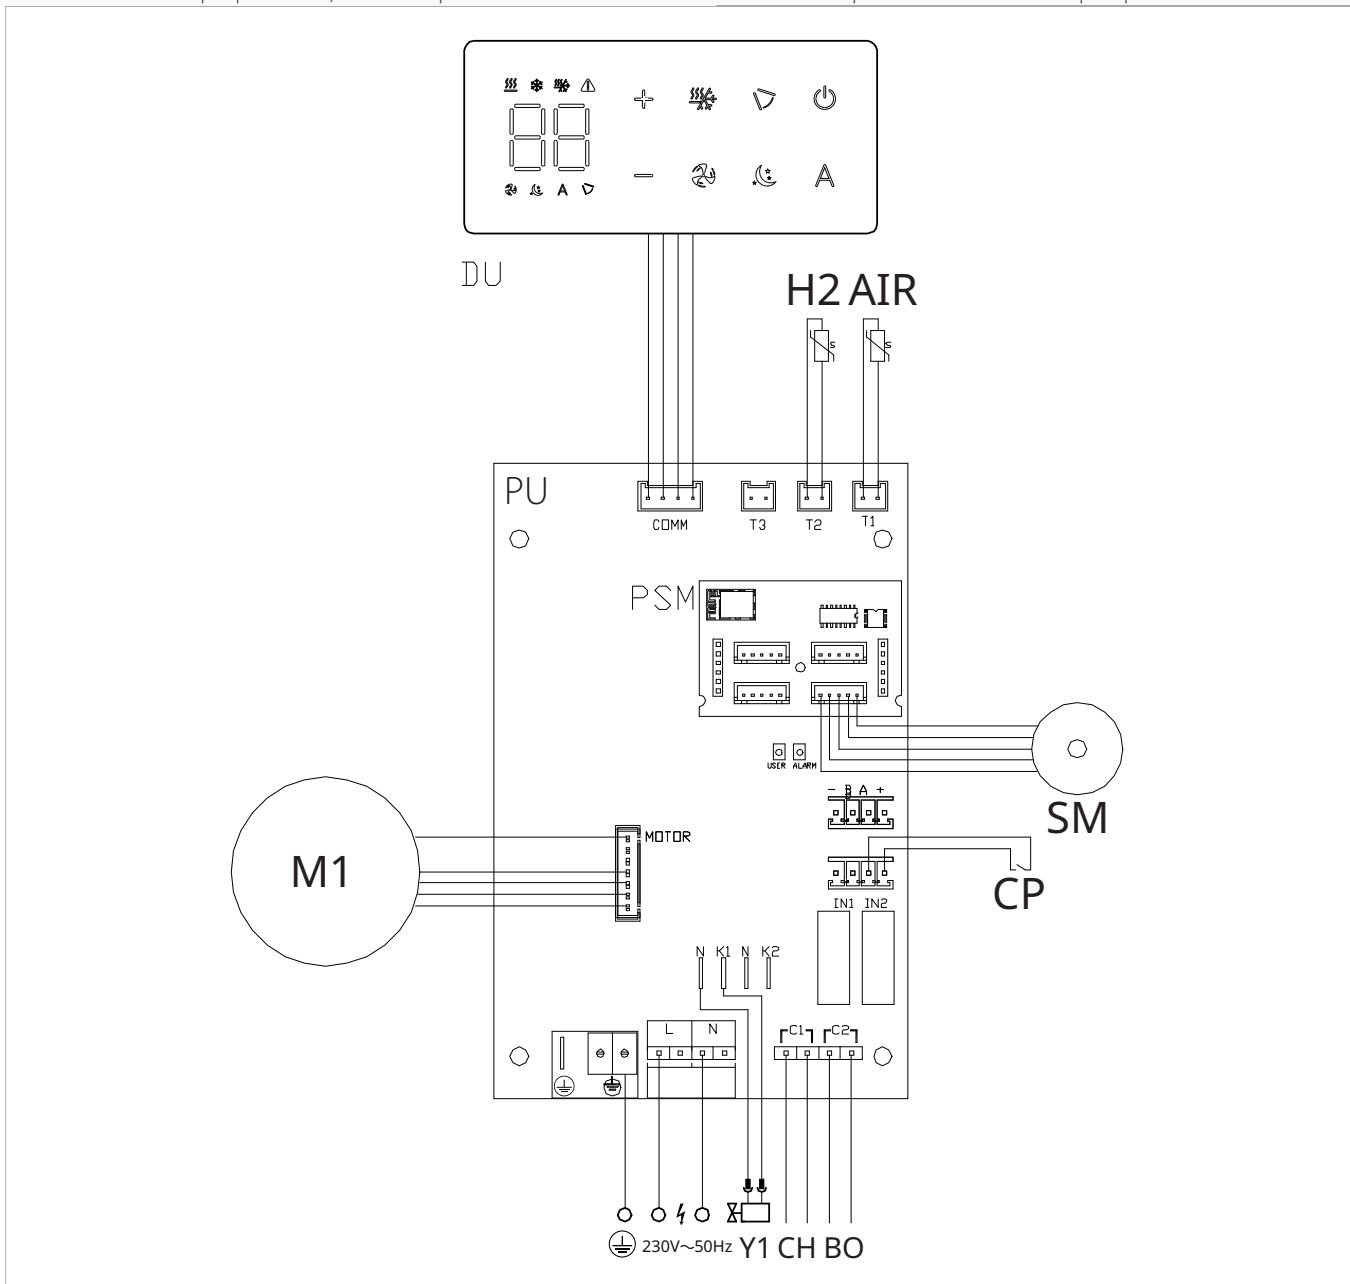 88
A
A
DU
H2 AIR
S S
PU
COMM T3 T2 T1
PSM
USER ALARM
SM
- B A +
MOTOR
M1
CP
IN1 IN2
N K1 N K2
L N C1 C2
230V~50Hz Y1 CH BO